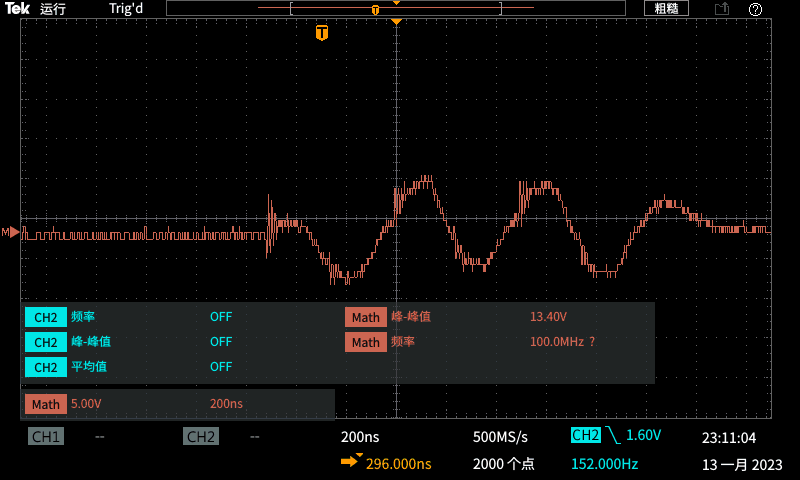 Tek 运行 Trig'd 粗糙 ?
T
T
M
CH2 频率 OFF Math 峰-峰值 13.40V
CH2 峰-峰值 OFF Math 频率 100.0MHz ?
CH2 平均值 OFF
Math 5.00V 200ns
CH1 -- CH2 -- 200ns 500MS/s CH2 1.60V 23:11:04
296.000ns 2000 个点 152.000Hz 13 一月 2023